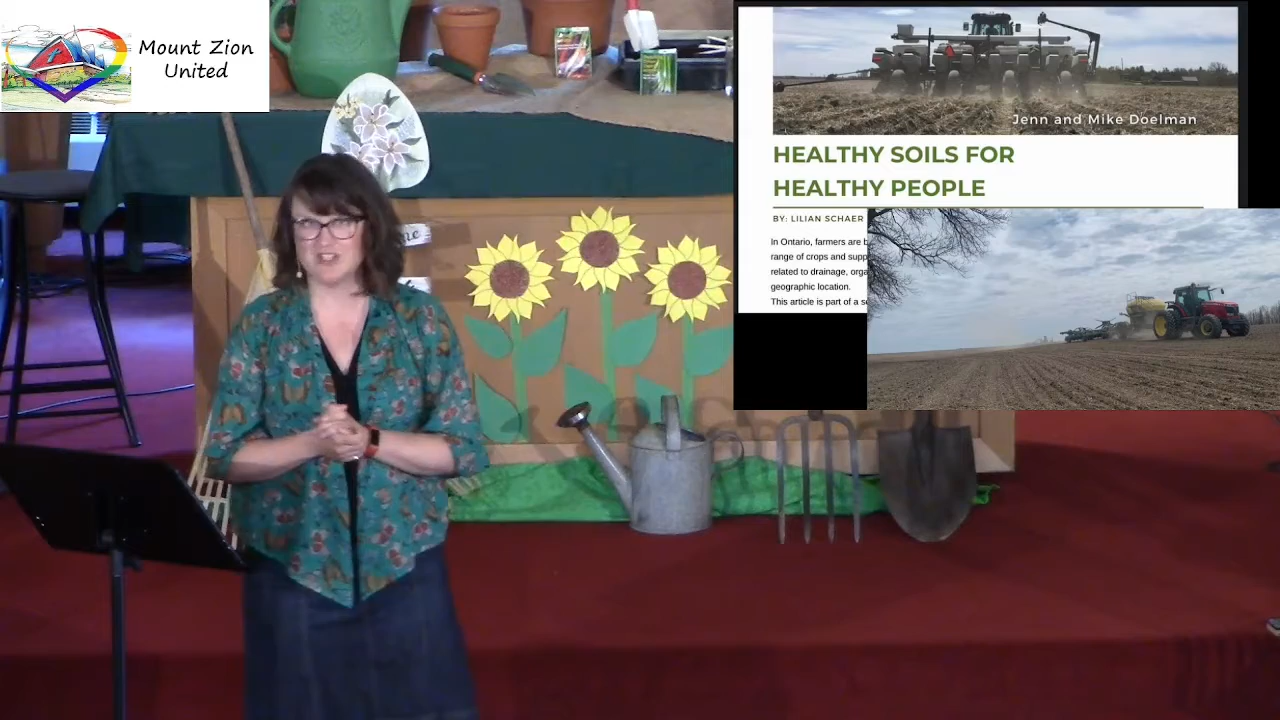 Mount Zion
United
Jenn and Mike Doelman
HEALTHY SOILS FOR
HEALTHY PEOPLE
BY: LILIAN SCHAER
In Ontario, farmers are
range of crops and supp
related to drainage, orga
geographic location.
This article is part of a